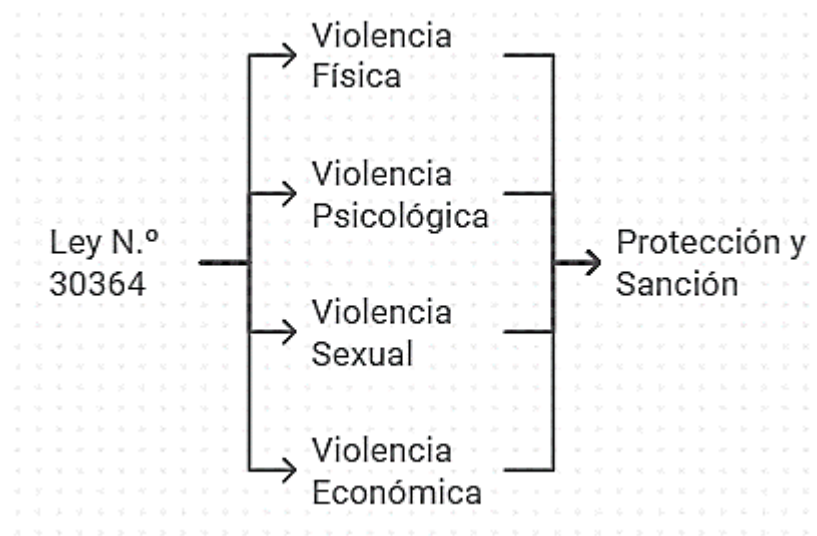 Violencia
Física
Violencia
Psicológica
Ley N.º
30364
Protección y
Sanción
Violencia
Sexual
Violencia
Económica